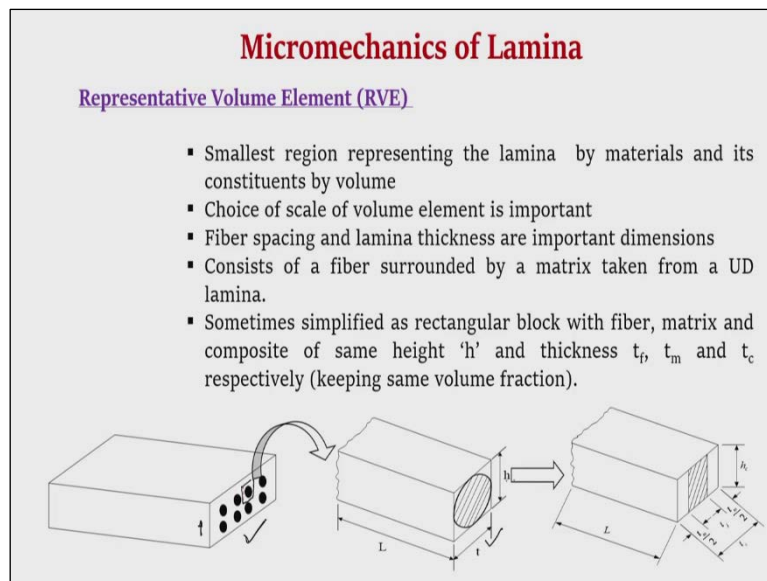 Micromechanics of Lamina
Representative Volume Element (RVE)
▪ Smallest region representing the lamina by materials and its
constituents by volume
▪ Choice of scale of volume element is important
▪ Fiber spacing and lamina thickness are important dimensions
▪ Consists of a fiber surrounded by a matrix taken from a UD
lamina.
▪ Sometimes simplified as rectangular block with fiber, matrix and
composite of same height ‘h’ and thickness t_f, t_m and t_c
respectively (keeping same volume fraction).
t
h
L
t
L